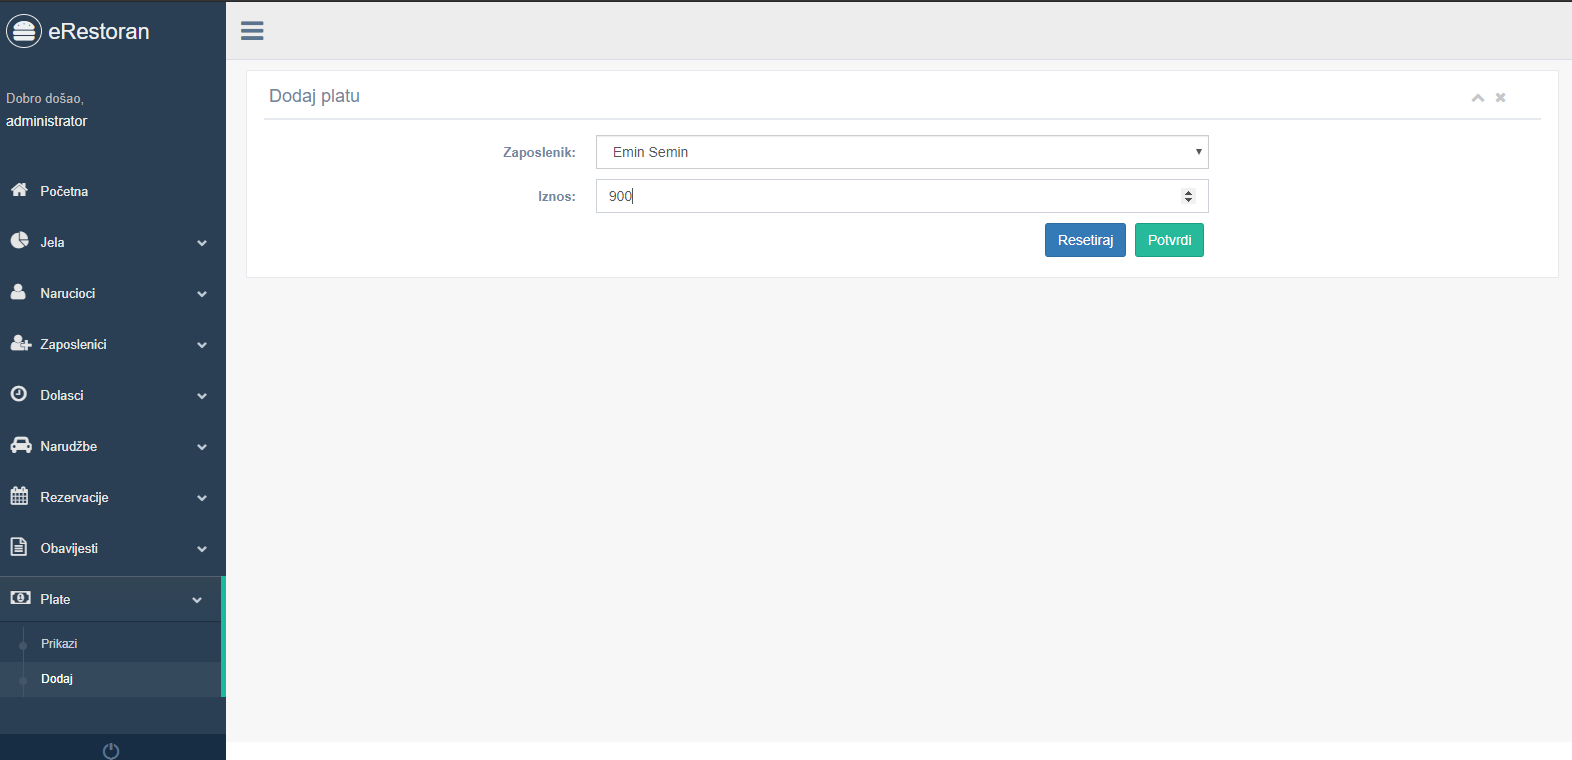 eRestoran
Dobro došao,
administrator
Početna
Jela
Narucioci
Zaposlenici
Dolasci
Narudžbe
Rezervacije
Obavijesti
Plate
Prikazi
Dodaj
Dodaj platu
Zaposlenik: Emin Semin
Iznos: 900
Resetiraj Potvrdi